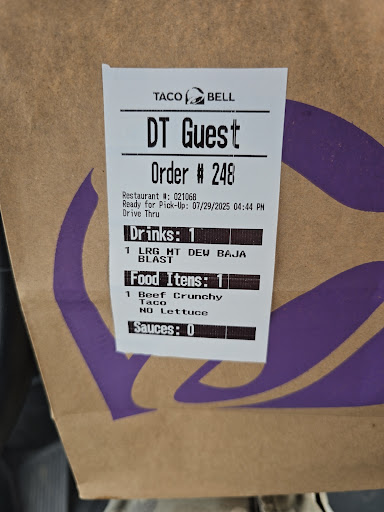 TACO BELL
DT Guest
Order # 248
Restaurant #: 021068
Ready for Pick-Up: 07/29/2025 04:44 PM
Drive Thru
Drinks: 1
1 LRG MT DEW BAJA
BLAST
Food Items: 1
1 Beef Crunchy
Taco
NO Lettuce
Sauces: 0